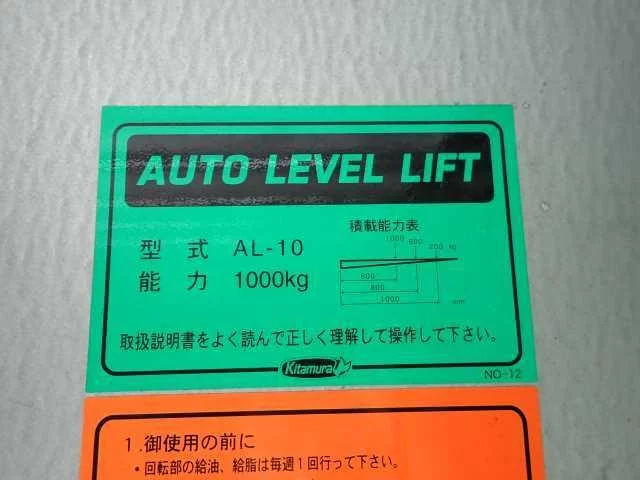 AUTO LEVEL LIFT
型 式 AL-10
能 力 1000kg
積載能力表
1000 600 200 kg
600
800
1000 mm
取扱説明書をよく読んで正しく理解して操作して下さい。
Kitamura
NO-12
1.御使用の前に
・回転部の給油、給脂は毎週1回行って下さい。